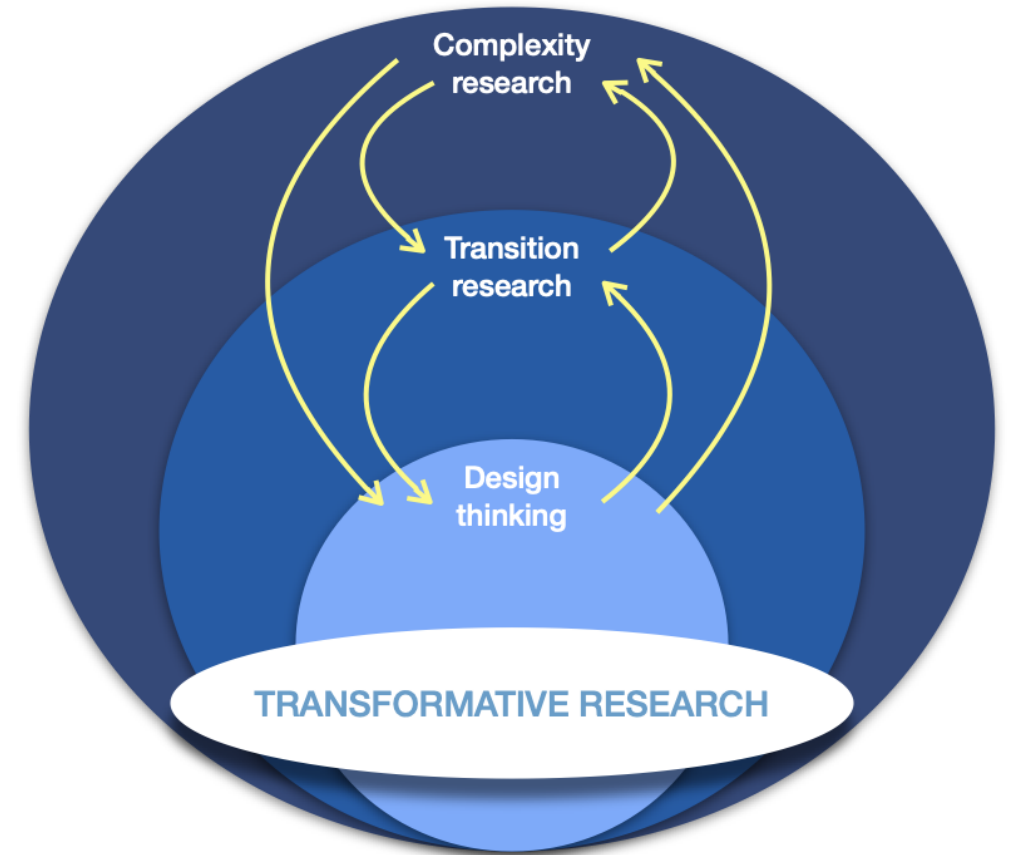 Complexity
research
Transition
research
Design
thinking
TRANSFORMATIVE RESEARCH